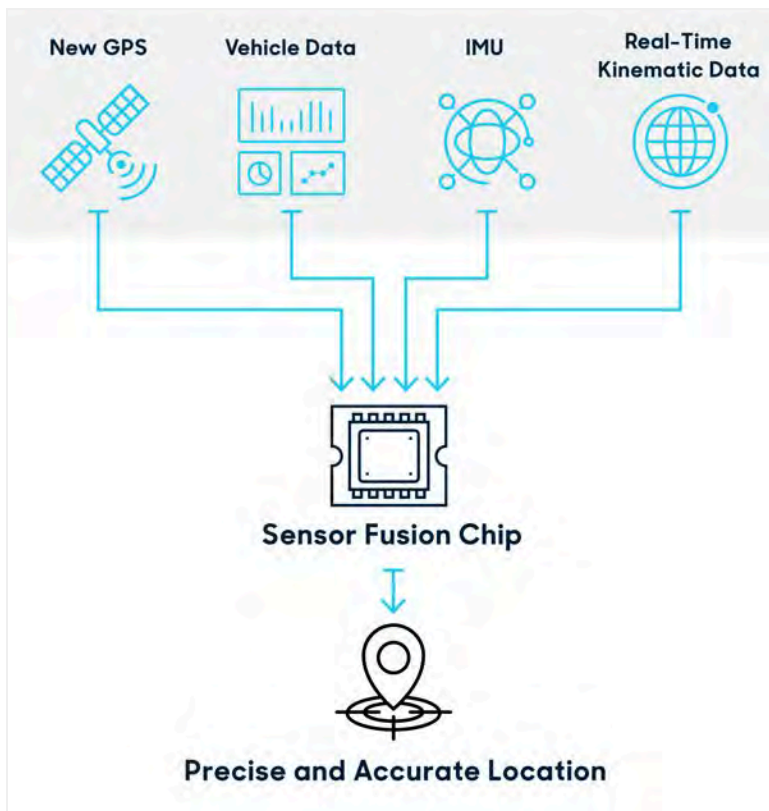 New GPS
Vehicle Data
IMU
Real-Time
Kinematic Data
Sensor Fusion Chip
Precise and Accurate Location